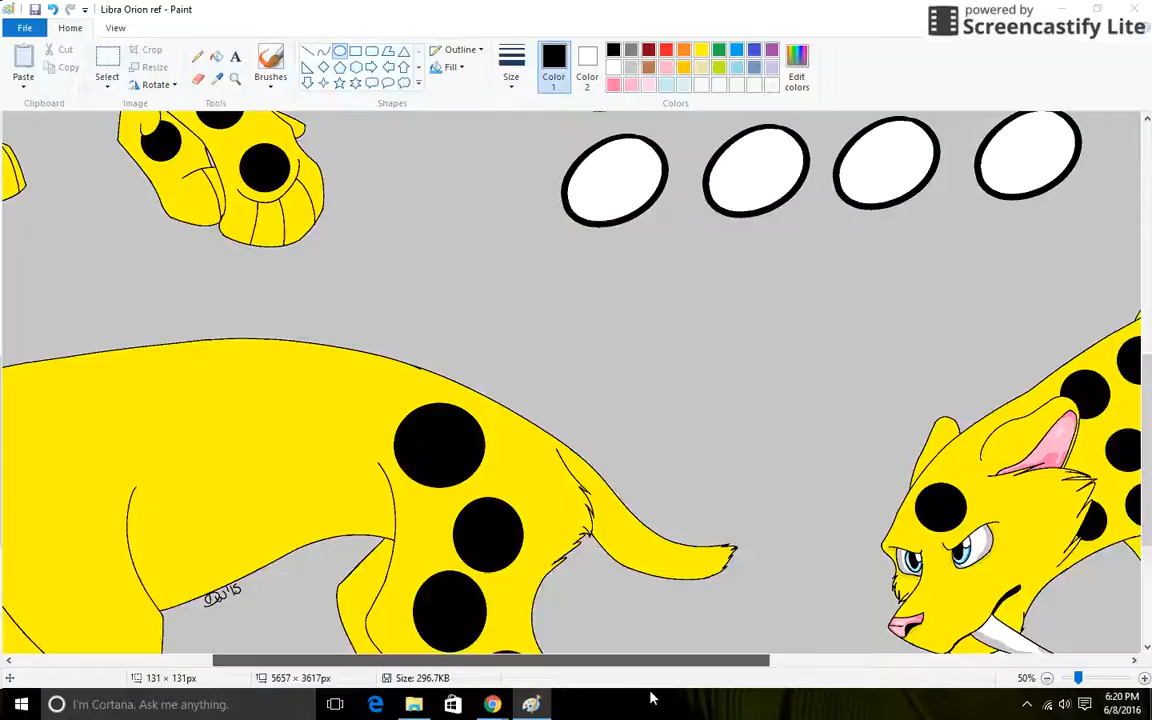 Libra Orion ref - Paint
powered by
Screencastify Lite
File
Home
View
Paste
Cut
Copy
Clipboard
Select
Crop
Resize
Rotate
Image
Tools
Brushes
Shapes
Outline
Fill
Size
Color 1
Color 2
Colors
Edit colors
131 × 131px
5657 × 3617px
Size: 296.7KB
50%
I'm Cortana. Ask me anything.
6:20 PM
6/8/2016